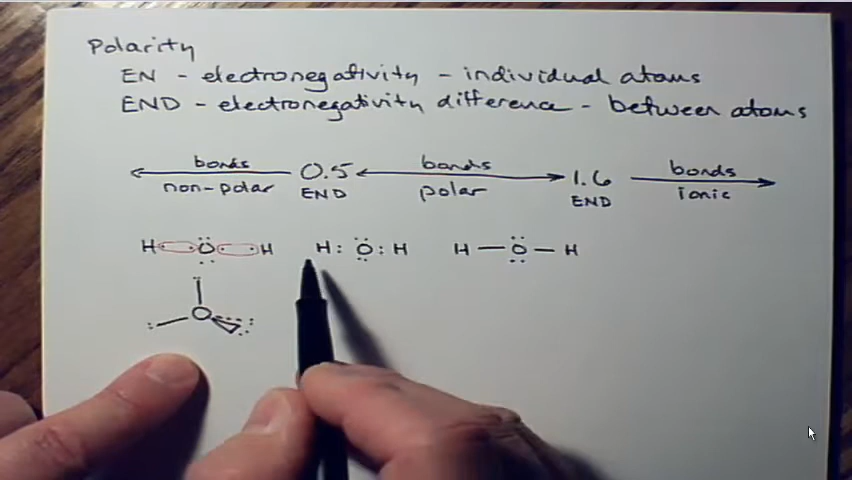 Polarity
EN - electronegativity - individual atoms
END - electronegativity difference - between atoms
bonds 0.5 bonds 1.6 bonds
non-polar END polar END ionic
H O H H : O : H H — O — H
O